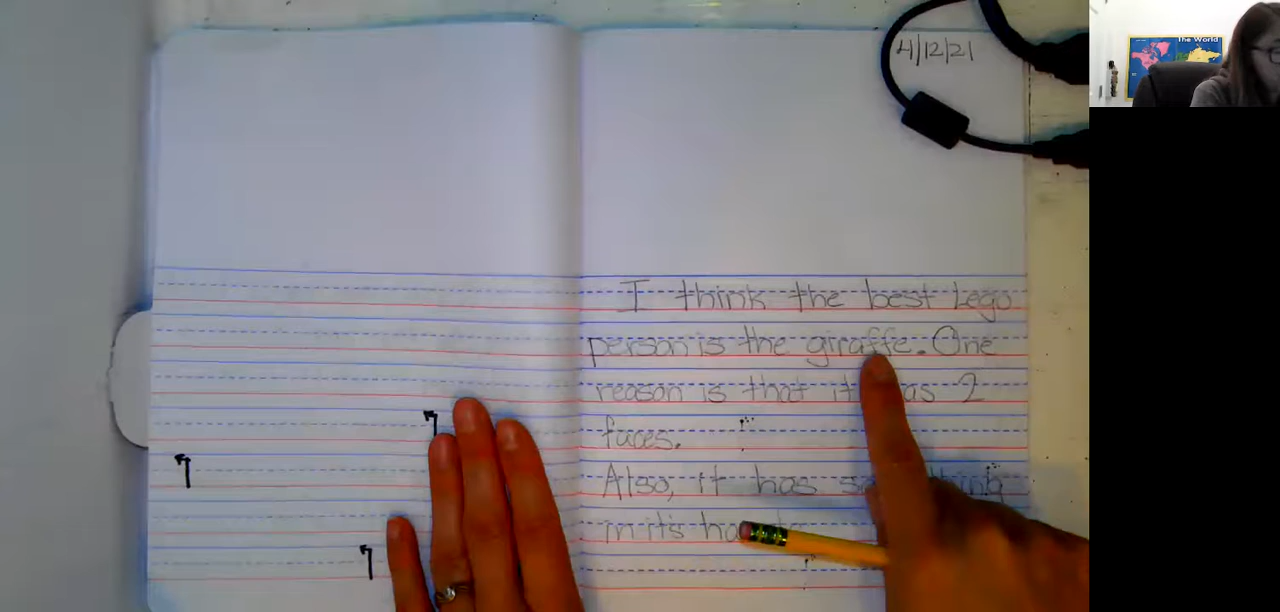 4/12/21
The World
I think the best Lego
person is the giraffe. One
reason is that it has 2
faces.
Also, it has
in it's